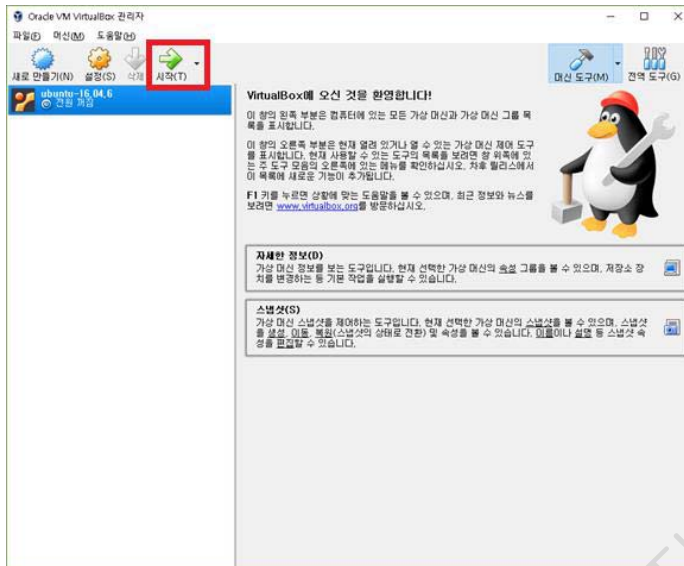 Oracle VM VirtualBox 관리자
파일(F) 머신(M) 도움말(H)
새로 만들기(N) 설정(S) 삭제 시작(T) 머신 도구(M) 전역 도구(G)
ubuntu-16.04.6
전원 꺼짐
VirtualBox에 오신 것을 환영합니다!
이 창의 왼쪽 부분은 컴퓨터에 있는 모든 가상 머신과 가상 머신 그룹 목
록을 표시합니다.
이 창의 오른쪽 부분은 현재 열려 있거나 열 수 있는 가상 머신 제어 도구
를 표시합니다. 현재 사용할 수 있는 도구의 목록을 보려면 창 위쪽에 있
는 주 도구 모음의 오른쪽에 있는 메뉴를 확인하십시오. 차후 릴리스에서
이 목록에 새로운 기능이 추가됩니다.
F1 키를 누르면 상황에 맞는 도움말을 볼 수 있으며, 최근 정보와 뉴스를
보려면 www.virtualbox.org를 방문하십시오.
자세한 정보(D)
가상 머신 정보를 보는 도구입니다. 현재 선택한 가상 머신의 속성 그룹을 볼 수 있으며, 저장소 장
치를 변경하는 등 기본 작업을 실행할 수 있습니다.
스냅샷(S)
가상 머신 스냅샷을 제어하는 도구입니다. 현재 선택한 가상 머신의 스냅샷을 볼 수 있으며, 스냅샷
을 생성, 이동, 복원(스냅샷의 상태로 전환) 및 속성을 볼 수 있습니다. 이름이나 설명 등 스냅샷 속
성을 편집할 수 있습니다.